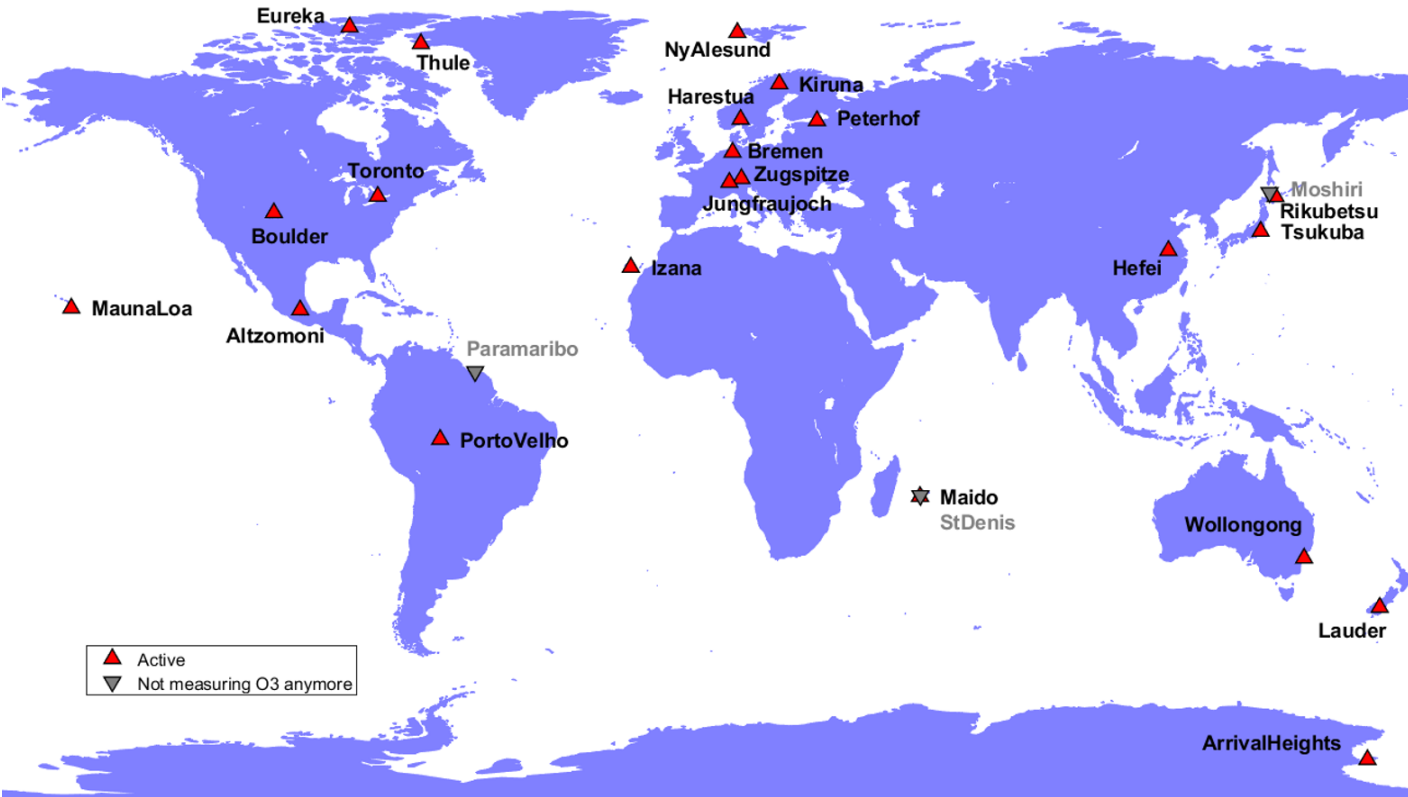 Eureka
Thule
NyAlesund
Kiruna
Harestua
Peterhof
Bremen
Zugspitze
Jungfraujoch
Toronto
Boulder
Moshiri
Rikubetsu
Tsukuba
Hefei
Izana
MaunaLoa
Altzomoni
Paramaribo
PortoVelho
Maido
StDenis
Wollongong
Lauder
Active
Not measuring O3 anymore
ArrivalHeights